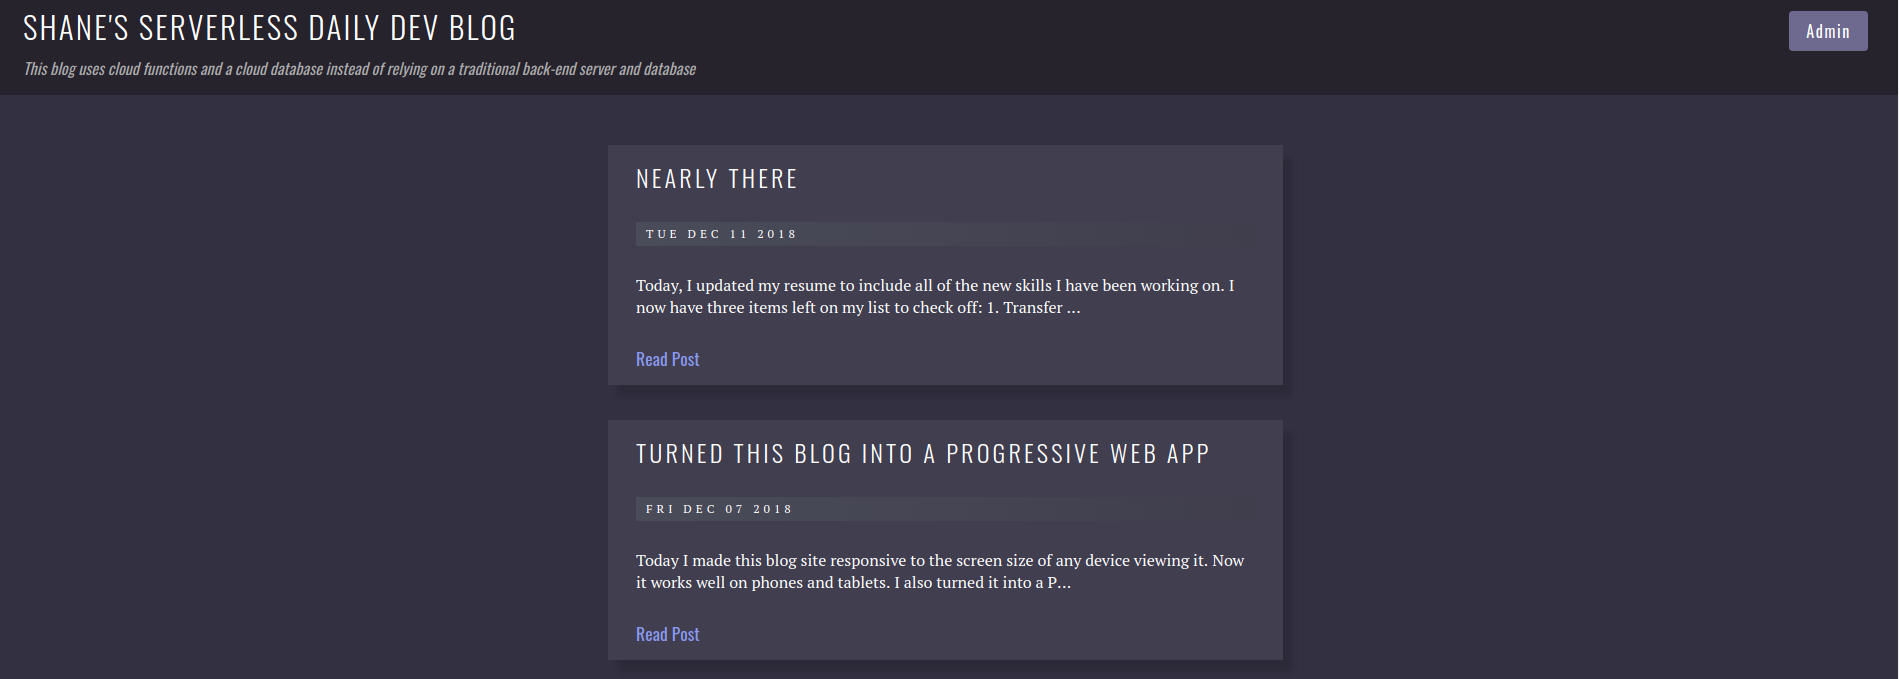 SHANE'S SERVERLESS DAILY DEV BLOG
Admin
This blog uses cloud functions and a cloud database instead of relying on a traditional back-end server and database
NEARLY THERE
TUE DEC 11 2018
Today, I updated my resume to include all of the new skills I have been working on. I
now have three items left on my list to check off: 1. Transfer ...
Read Post
TURNED THIS BLOG INTO A PROGRESSIVE WEB APP
FRI DEC 07 2018
Today I made this blog site responsive to the screen size of any device viewing it. Now
it works well on phones and tablets. I also turned it into a P...
Read Post